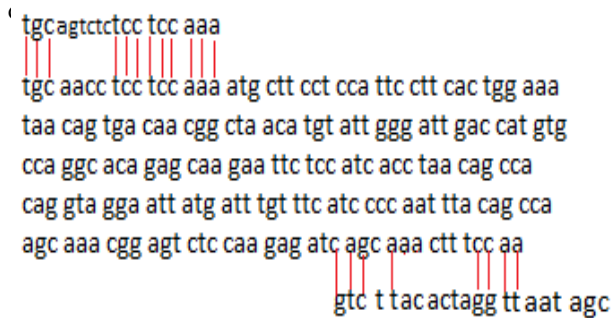 tgcagtctctcc tcc aaa
tgc aacc tcc tcc aaa atg ctt cct cca ttc ctt cac tgg aaa
taa cag tga caa cgg cta aca tgt att ggg att gac cat gtg
cca ggc aca gag caa gaa ttc tcc atc acc taa cag cca
cag gta gga att atg att tgt ttc atc ccc aat tta cag cca
agc aaa cgg agt ctc caa gag atc agc aaa ctt tcc aa
gtc t tac actagg tt aat agc